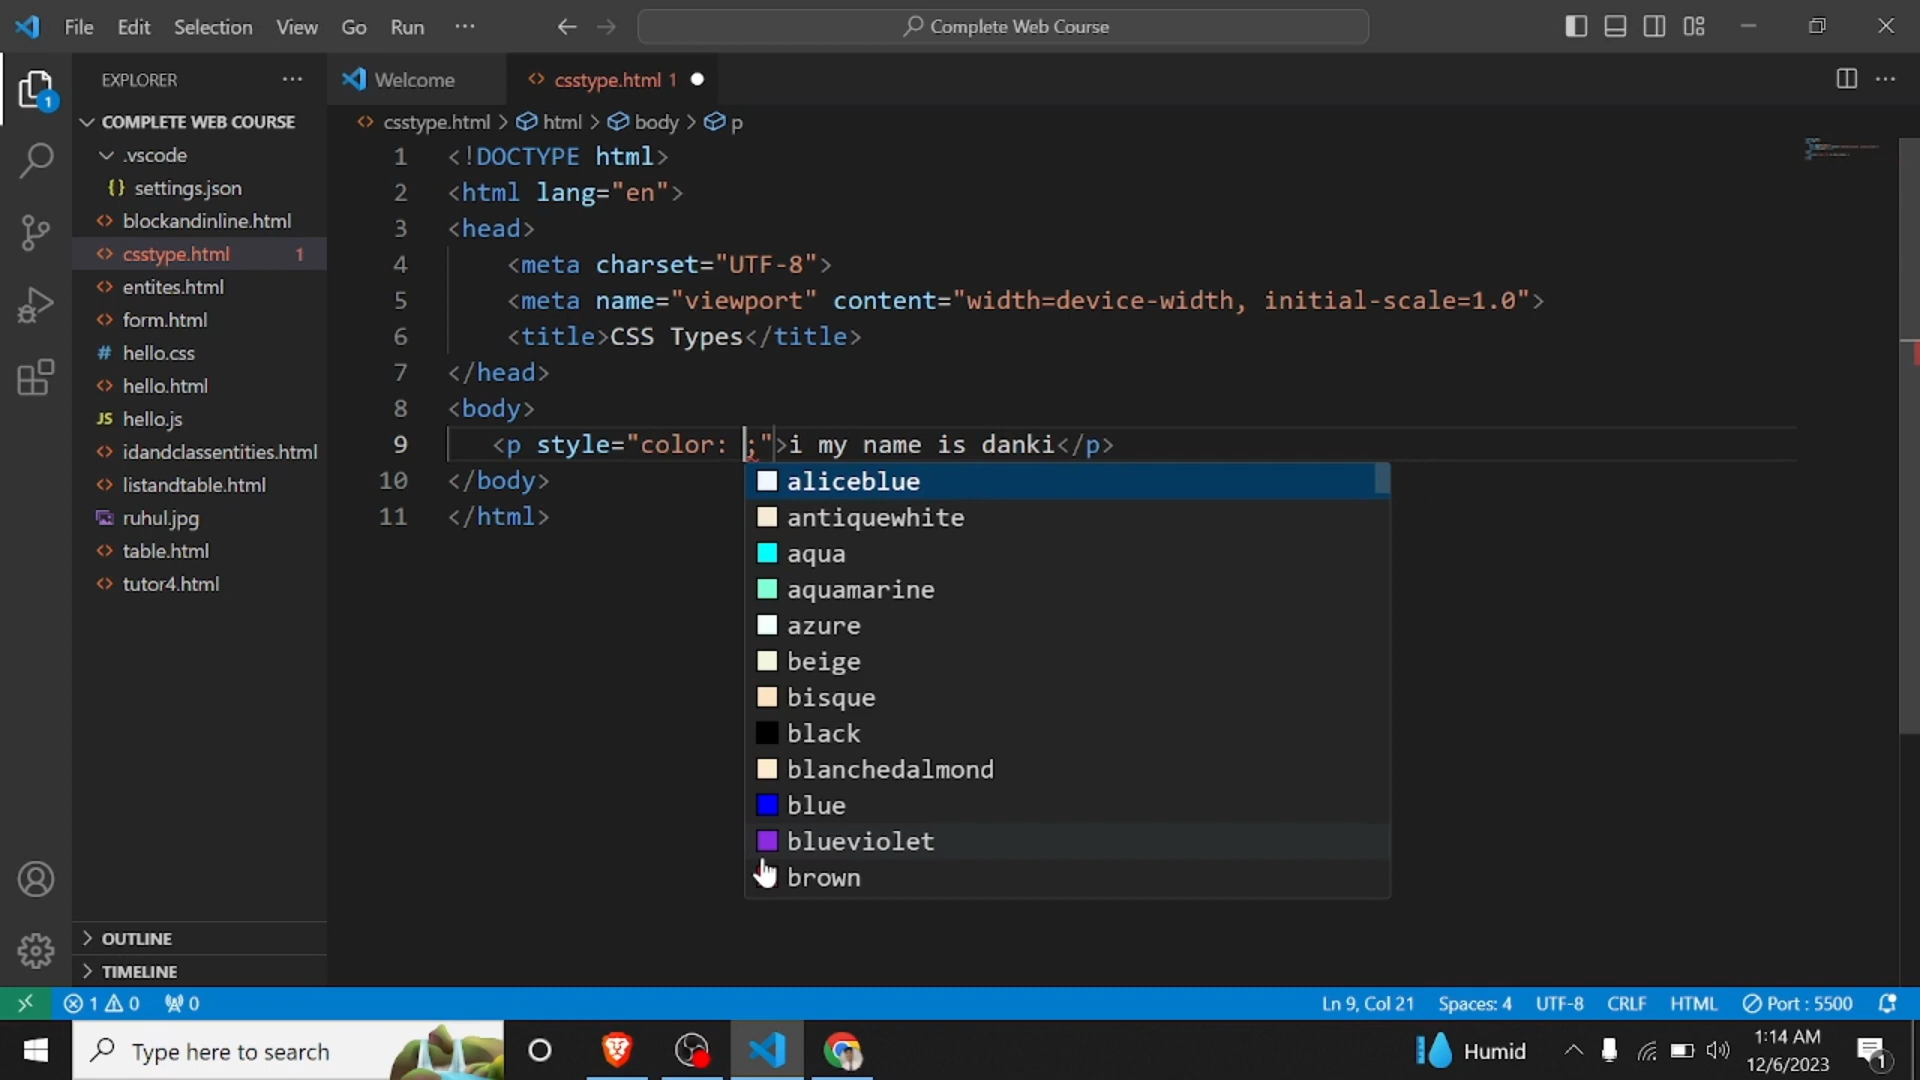 File Edit Selection View Go Run ··· Complete Web Course
EXPLORER ···
Welcome
csstype.html 1
COMPLETE WEB COURSE
.vscode
{} settings.json
<> blockandinline.html
<> csstype.html 1
<> entites.html
<> form.html
# hello.css
<> hello.html
JS hello.js
<> idandclassentities.html
<> listandtable.html
ruhul.jpg
<> table.html
<> tutor4.html
OUTLINE
TIMELINE
<> csstype.html > html > body > p
1 <!DOCTYPE html>
2 <html lang="en">
3 <head>
4 <meta charset="UTF-8">
5 <meta name="viewport" content="width=device-width, initial-scale=1.0">
6 <title>CSS Types</title>
7 </head>
8 <body>
9 <p style="color: ;">i my name is danki</p>
10 </body>
11 </html>
aliceblue
antiquewhite
aqua
aquamarine
azure
beige
bisque
black
blanchedalmond
blue
blueviolet
brown
1
1 0 0 Ln 9, Col 21 Spaces: 4 UTF-8 CRLF HTML Port : 5500
Type here to search
Humid
1:14 AM
12/6/2023
1